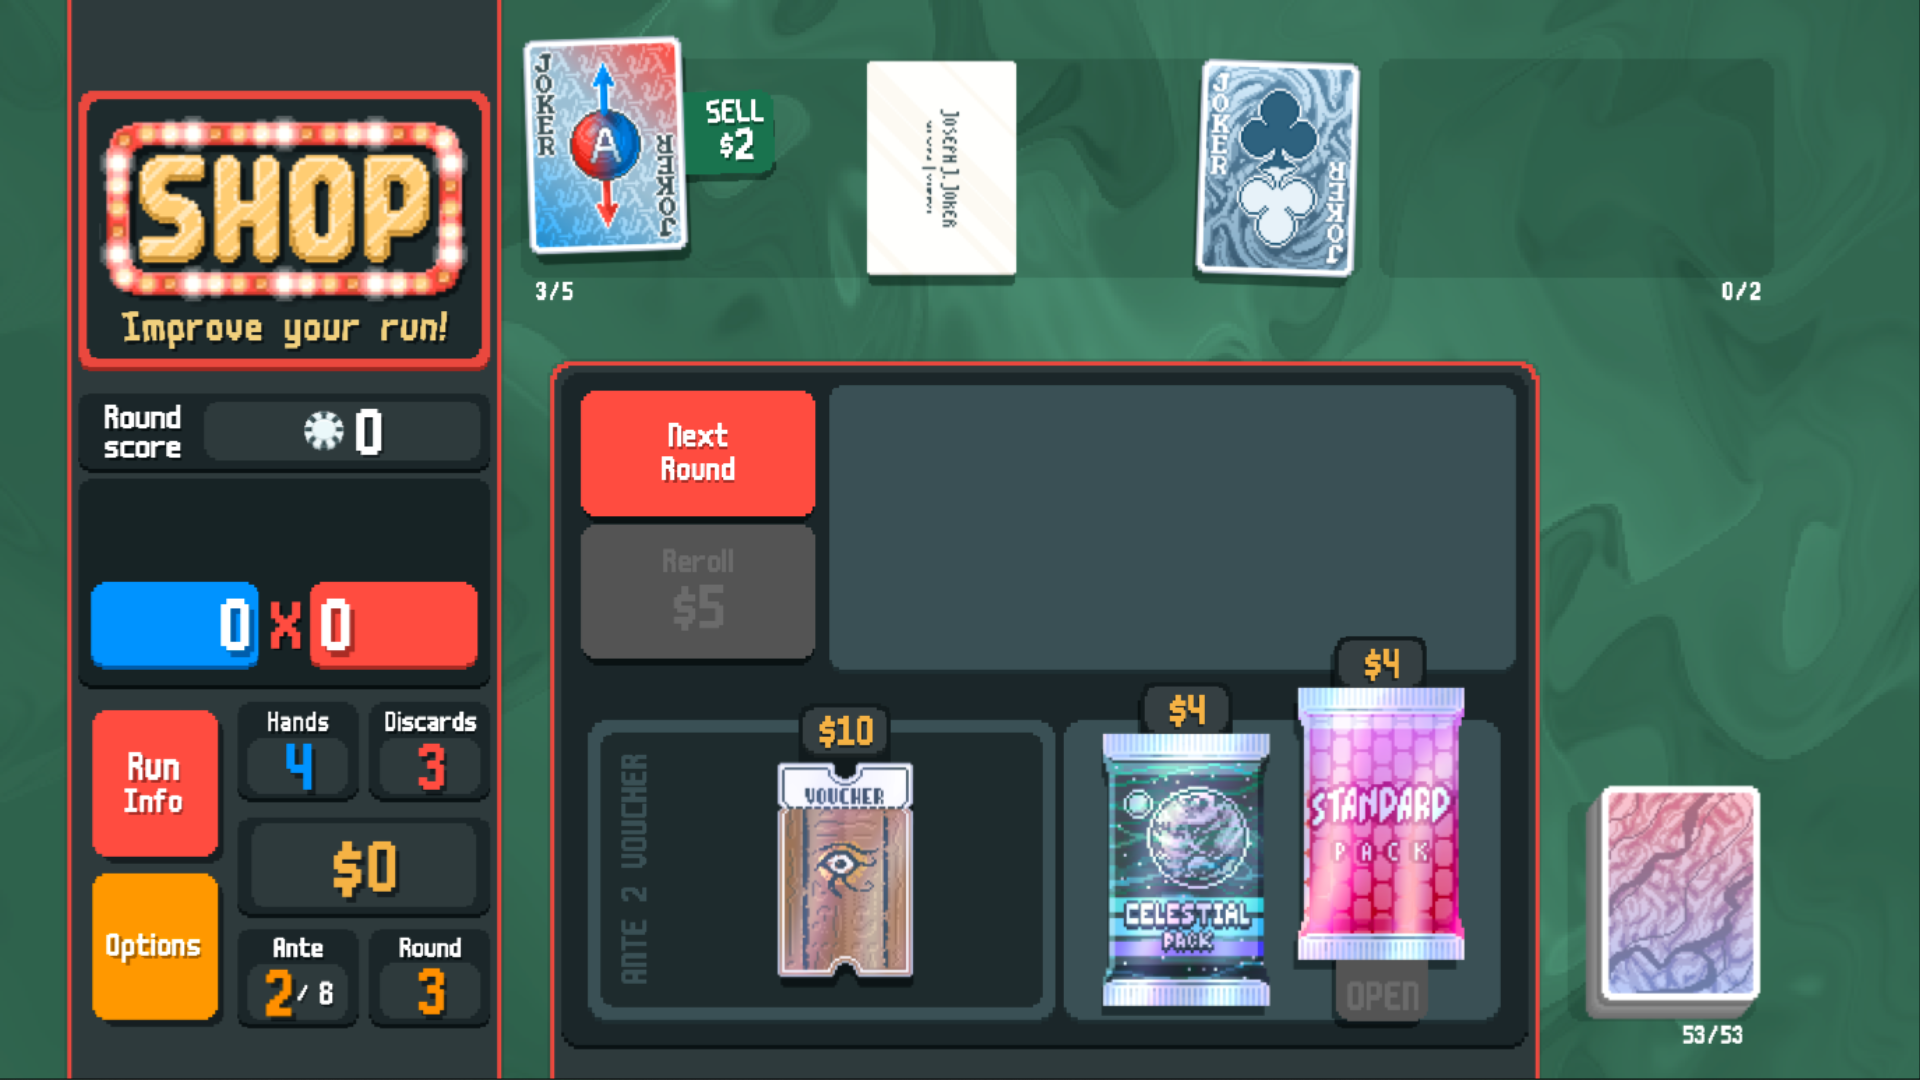 SHOP
Improve your run!
Round
score
0
0 X 0
Run
Info
Hands
4
Discards
3
$0
Options
Ante
2/8
Round
3
JOKER
A
JOKER
SELL
$2
JOSEPH J. JOKER
JOKER
JOKER
3/5
0/2
Next
Round
Reroll
$5
ANTE 2 VOUCHER
$10
VOUCHER
$4
CELESTIAL
PACK
$4
STANDARD
PACK
OPEN
53/53